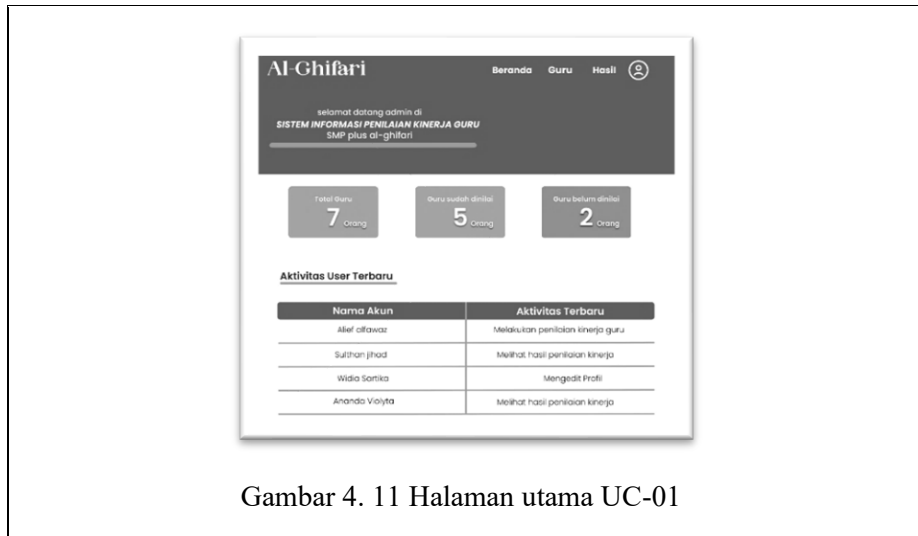 Al-Ghifari
Beranda Guru Hasil
selamat datang admin di
SISTEM INFORMASI PENILAIAN KINERJA GURU
SMP plus al-ghifari
Total Guru
7 Orang
Guru sudah dinilai
5 Orang
Guru belum dinilai
2 Orang
Aktivitas User Terbaru
Nama Akun Aktivitas Terbaru
Alief alfawaz Melakukan penilaian kinerja guru
Sulthan jihad Melihat hasil penilaian kinerja
Widia Sartika Mengedit Profil
Ananda Violyta Melihat hasil penilaian kinerja
Gambar 4. 11 Halaman utama UC-01